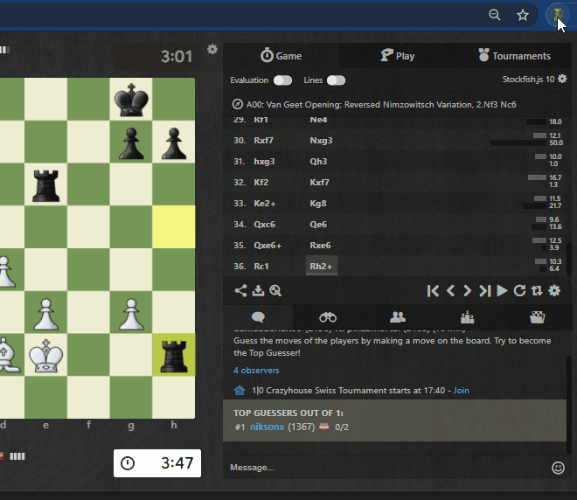 3:01
Game
Play
Tournaments
Evaluation
Lines
Stockfish.js 10
A00: Van Geet Opening: Reversed Nimzowitsch Variation, 2.Nf3 Nc6
29. Rf1 Ne4 18.0
30. Rxf7 Nxg3 12.1 50.0
31. hxg3 Qh3 10.0 1.0
32. Kf2 Kxf7 16.7 1.3
33. Ke2+ Kg8 11.5 21.7
34. Qxc6 Qe6 9.6 13.6
35. Qxe6+ Rxe6 12.5 3.9
36. Rc1 Rh2+ 10.3 6.4
Guess the moves of the players by making a move on the board. Try to become
the Top Guesser!
4 observers
1|0 Crazyhouse Swiss Tournament starts at 17:40 - Join
TOP GUESSERS OUT OF 1:
#1 niksonx (1367) 0/2
d e f g h
3:47
Message...